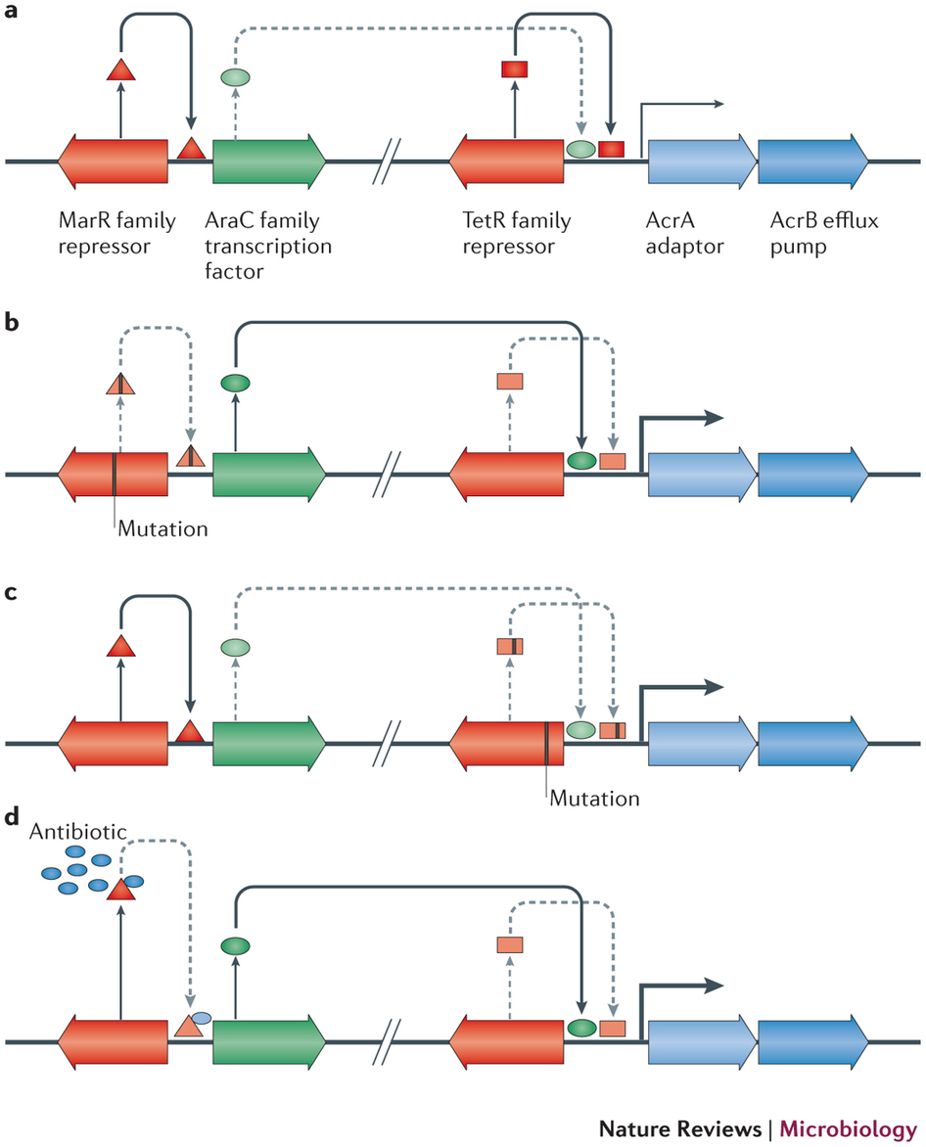 a
MarR family
repressor
AraC family
transcription
factor
TetR family
repressor
AcrA
adaptor
AcrB efflux
pump
b
Mutation
c
Mutation
d
Antibiotic
Nature Reviews | Microbiology